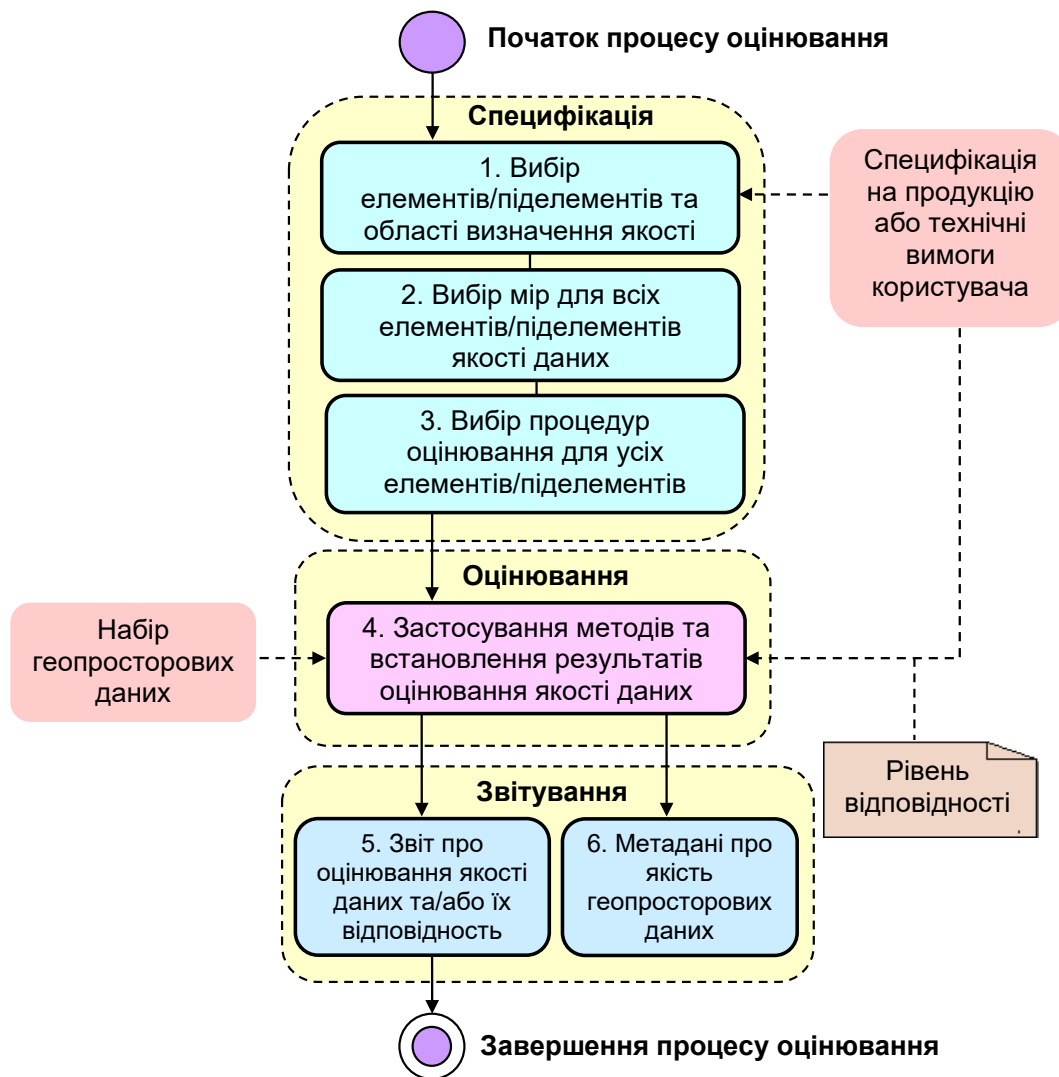 Початок процесу оцінювання
Специфікація
1. Вибір
елементів/піделементів та
області визначення якості
Специфікація
на продукцію
або технічні
вимоги
користувача
2. Вибір мір для всіх
елементів/піделементів
якості даних
3. Вибір процедур
оцінювання для усіх
елементів/піделементів
Оцінювання
Набір
геопросторових
даних
4. Застосування методів та
встановлення результатів
оцінювання якості даних
Рівень
відповідності
Звітування
5. Звіт про
оцінювання якості
даних та/або їх
відповідність
6. Метадані про
якість
геопросторових
даних
Завершення процесу оцінювання